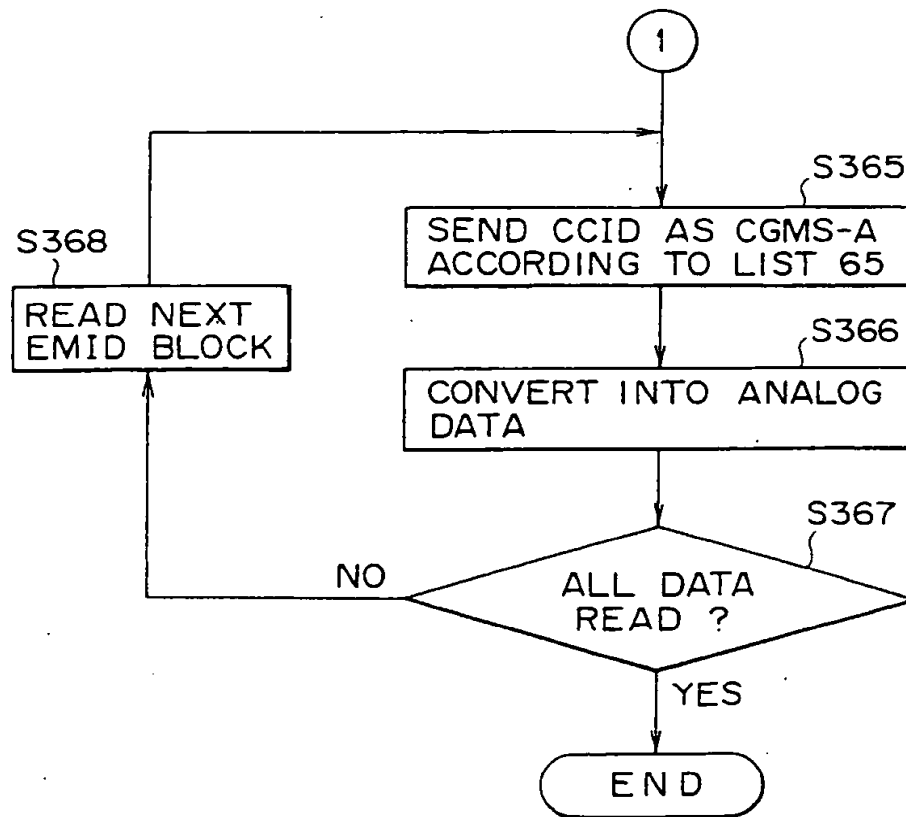 1
S365
SEND CCID AS CGMS-A
ACCORDING TO LIST 65
S368
READ NEXT
EMID BLOCK
S366
CONVERT INTO ANALOG
DATA
S367
NO
ALL DATA
READ ?
YES
END